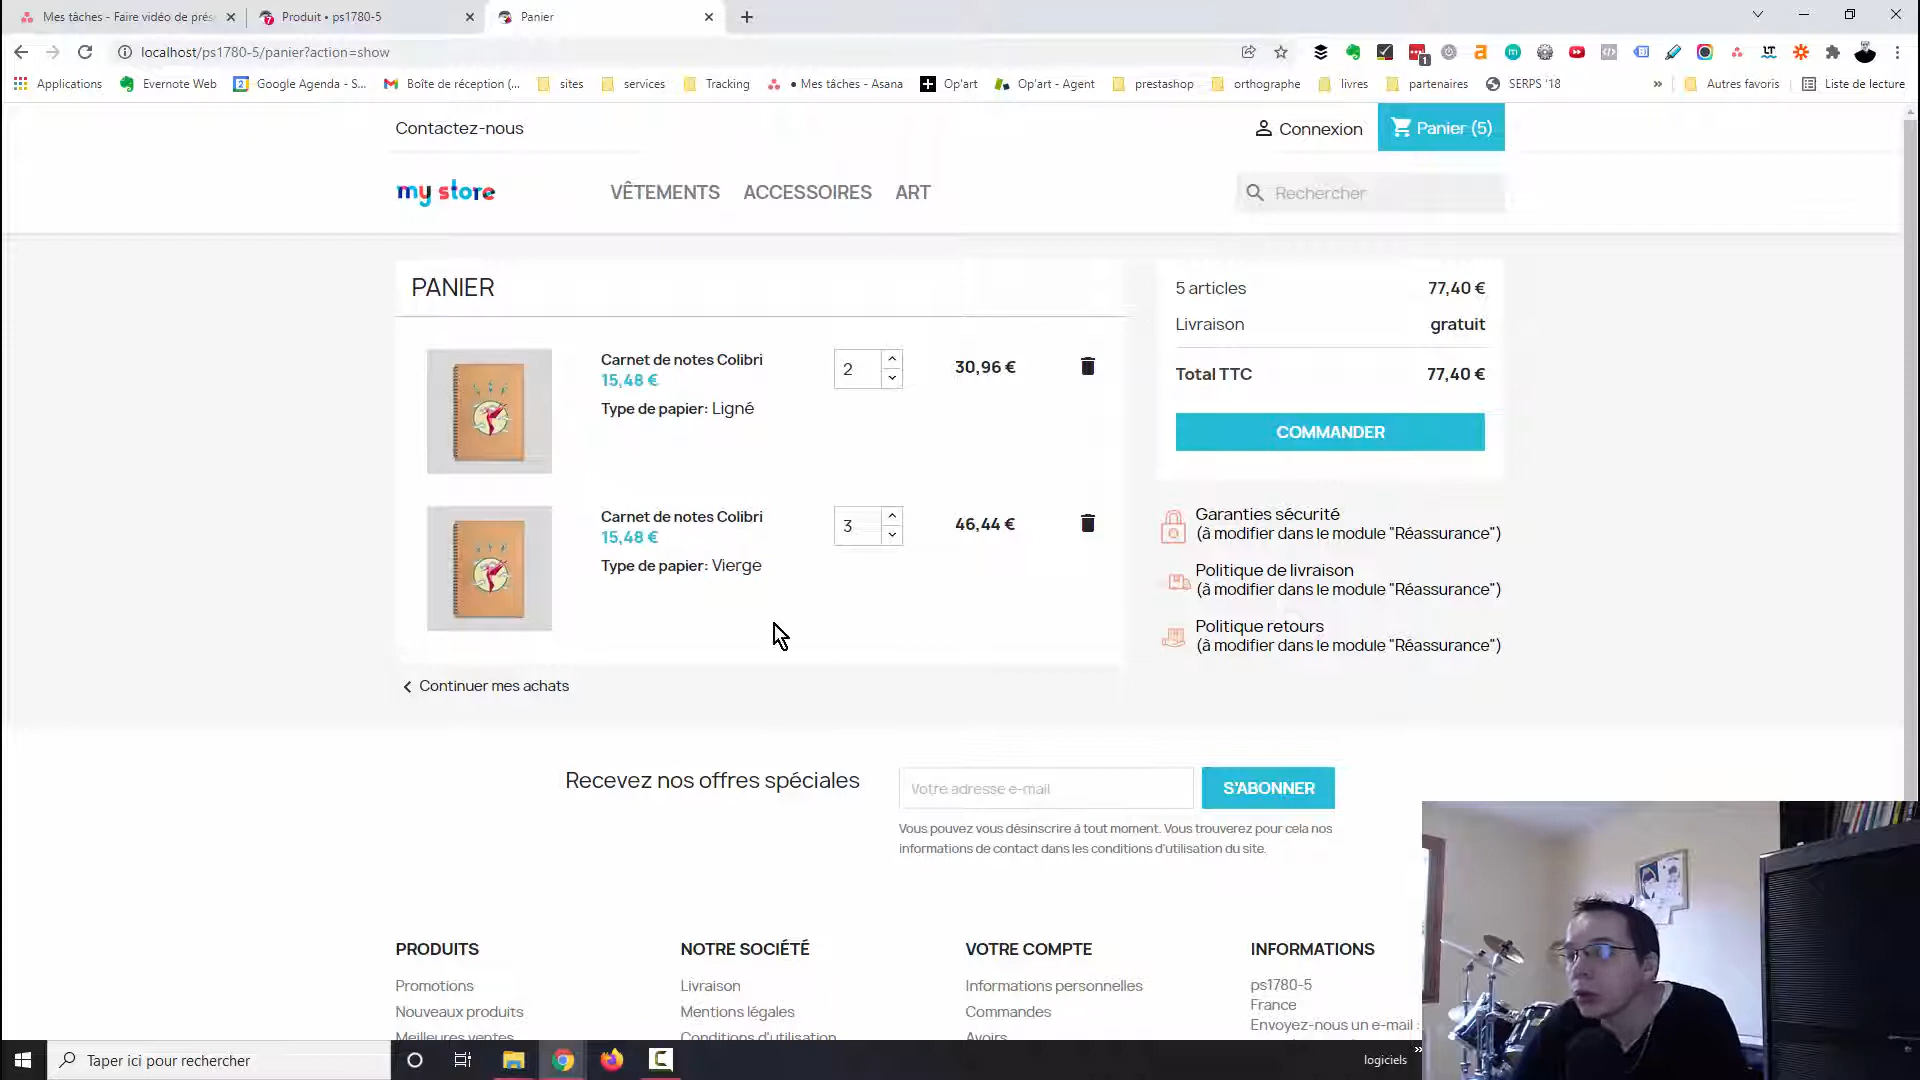 Mes tâches - Faire vidéo de prés
Produit • ps1780-5
Panier
localhost/ps1780-5/panier?action=show
Applications
Evernote Web
Google Agenda - S...
Boîte de réception (...
sites
services
Tracking
• Mes tâches - Asana
Op'art
Op'art - Agent
prestashop
orthographe
livres
partenaires
SERPS '18
»
Autres favoris
Liste de lecture
Contactez-nous
Connexion
Panier (5)
my store
VÊTEMENTS
ACCESSOIRES
ART
Rechercher
PANIER
Carnet de notes Colibri
15,48 €
Type de papier: Ligné
2
30,96 €
Carnet de notes Colibri
15,48 €
Type de papier: Vierge
3
46,44 €
5 articles 77,40 €
Livraison gratuit
Total TTC 77,40 €
COMMANDER
Garanties sécurité
(à modifier dans le module "Réassurance")
Politique de livraison
(à modifier dans le module "Réassurance")
Politique retours
(à modifier dans le module "Réassurance")
Continuer mes achats
Recevez nos offres spéciales
Votre adresse e-mail
S'ABONNER
Vous pouvez vous désinscrire à tout moment. Vous trouverez pour cela nos
informations de contact dans les conditions d'utilisation du site.
PRODUITS
Promotions
Nouveaux produits
Meilleures ventes
NOTRE SOCIÉTÉ
Livraison
Mentions légales
Conditions d'utilisation
VOTRE COMPTE
Informations personnelles
Commandes
Avoirs
INFORMATIONS
ps1780-5
France
Envoyez-nous un e-mail :
Taper ici pour rechercher
logiciels
»